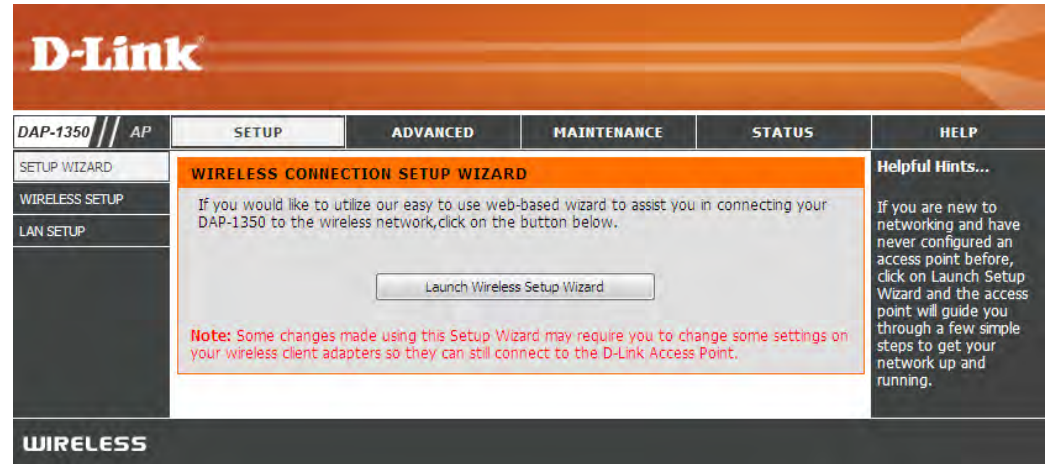 D-Link
DAP-1350 // AP
SETUP
ADVANCED
MAINTENANCE
STATUS
HELP
SETUP WIZARD
WIRELESS SETUP
LAN SETUP
WIRELESS CONNECTION SETUP WIZARD
If you would like to utilize our easy to use web-based wizard to assist you in connecting your
DAP-1350 to the wireless network,click on the button below.
Launch Wireless Setup Wizard
Note: Some changes made using this Setup Wizard may require you to change some settings on
your wireless client adapters so they can still connect to the D-Link Access Point.
Helpful Hints...
If you are new to
networking and have
never configured an
access point before,
click on Launch Setup
Wizard and the access
point will guide you
through a few simple
steps to get your
network up and
running.
WIRELESS